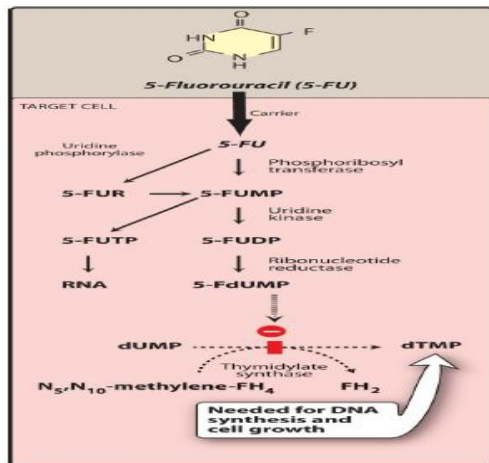 O
HN
F
O
N
H
5-Fluorouracil (5-FU)
TARGET CELL
Carrier
Uridine
phosphorylase
5-FU
Phosphoribosyl
transferase
5-FUR
5-FUMP
Uridine
kinase
5-FUTP
5-FUDP
Ribonucleotide
reductase
RNA
5-FdUMP
dUMP
dTMP
Thymidylate
synthase
N5,N10-methylene-FH4
FH2
Needed for DNA
synthesis and
cell growth